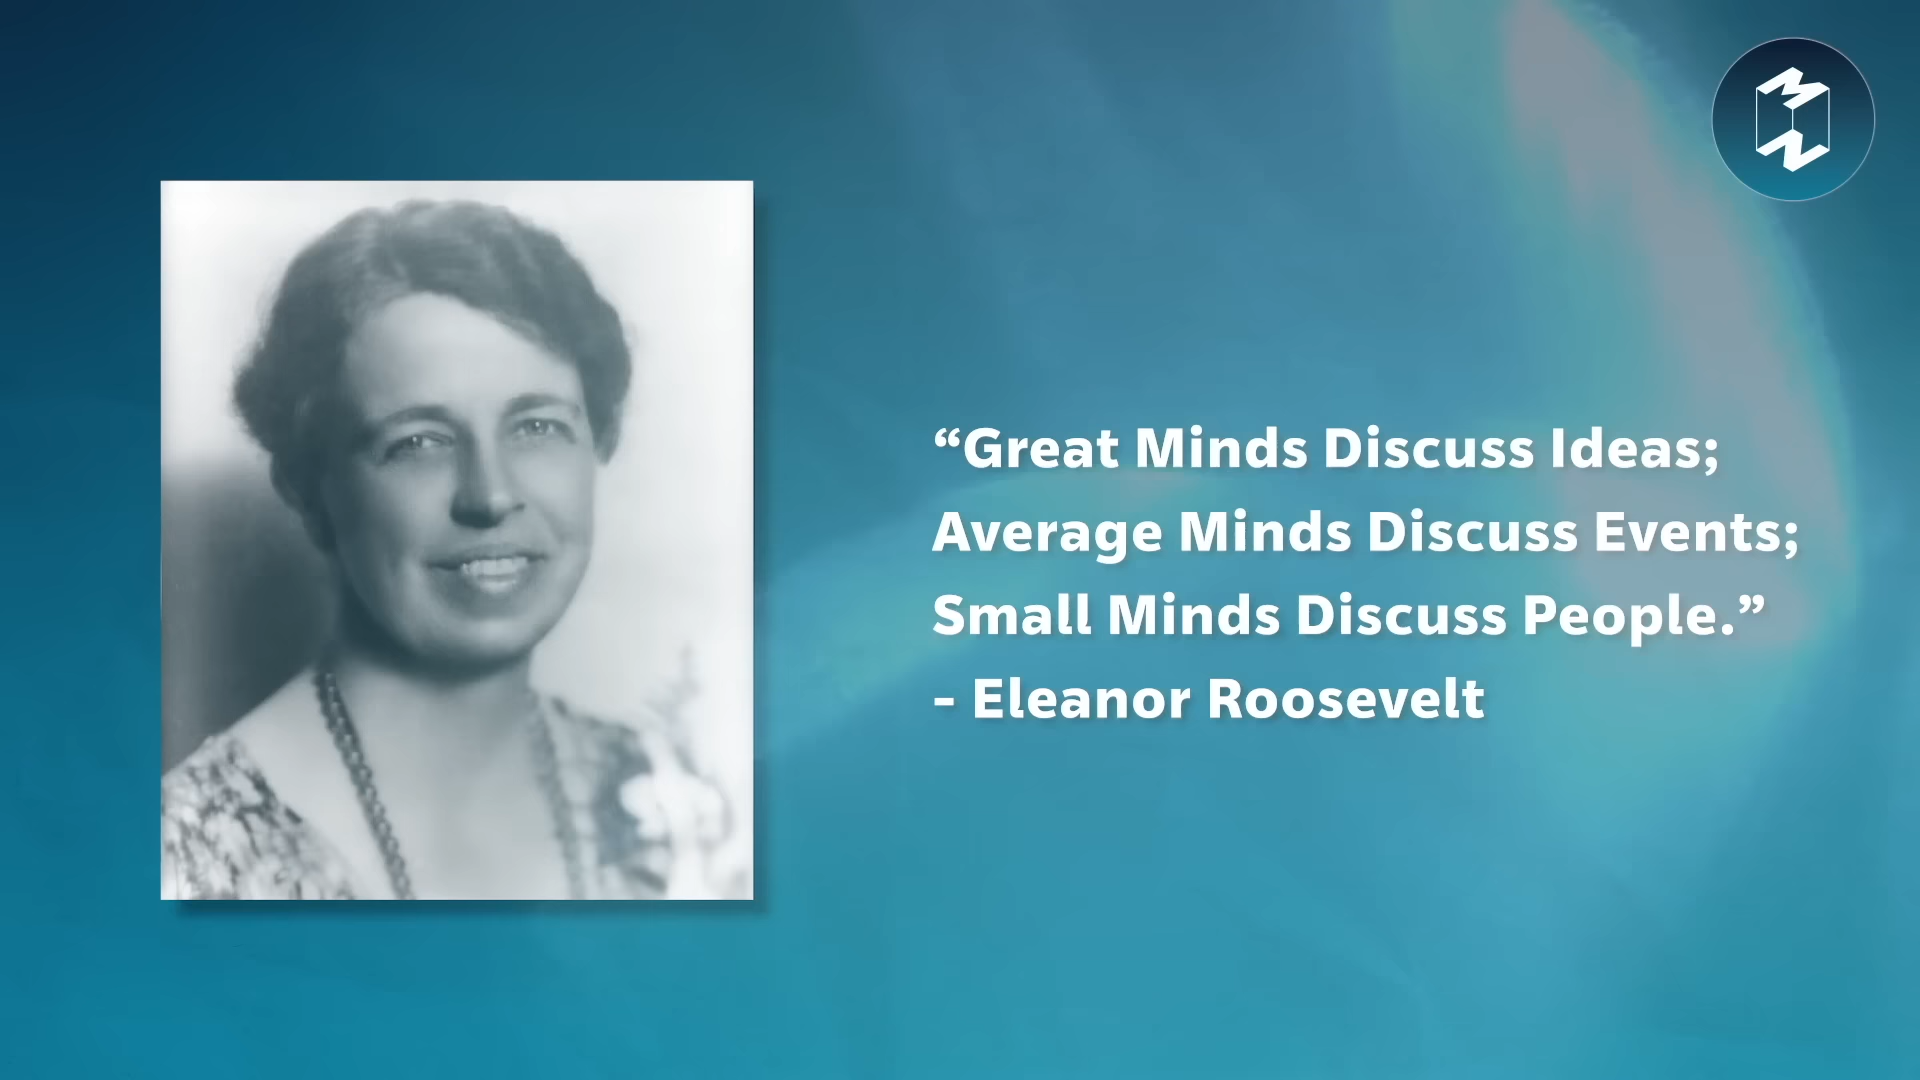 “Great Minds Discuss Ideas;
Average Minds Discuss Events;
Small Minds Discuss People.”
- Eleanor Roosevelt